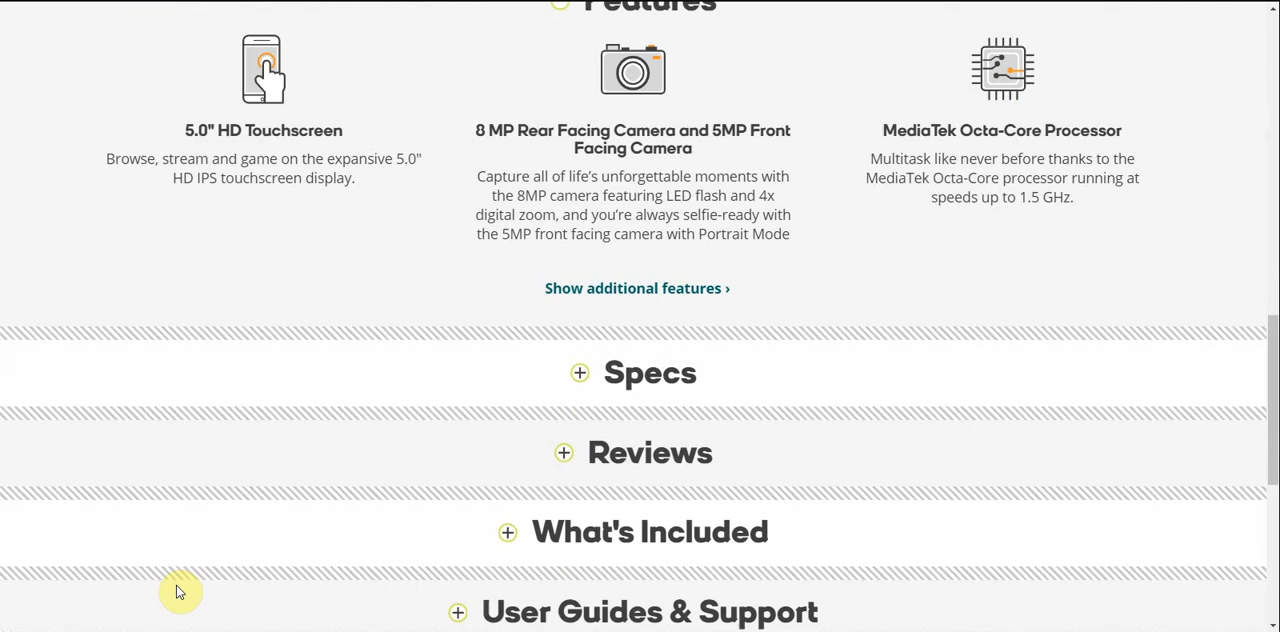 Features
5.0" HD Touchscreen
Browse, stream and game on the expansive 5.0"
HD IPS touchscreen display.
8 MP Rear Facing Camera and 5MP Front
Facing Camera
Capture all of life’s unforgettable moments with
the 8MP camera featuring LED flash and 4x
digital zoom, and you’re always selfie-ready with
the 5MP front facing camera with Portrait Mode
MediaTek Octa-Core Processor
Multitask like never before thanks to the
MediaTek Octa-Core processor running at
speeds up to 1.5 GHz.
Show additional features ›
Specs
Reviews
What's Included
User Guides & Support